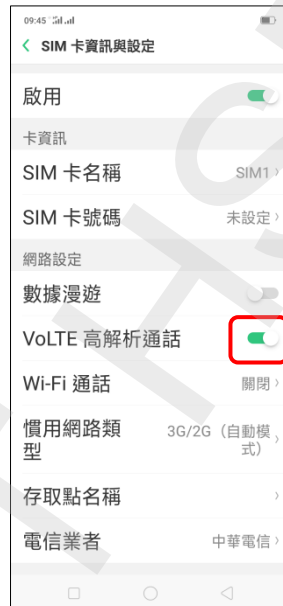 09:45
< SIM 卡資訊與設定
啟用
卡資訊
SIM 卡名稱 SIM1 >
SIM 卡號碼 未設定 >
網路設定
數據漫遊
VoLTE 高解析通話
Wi-Fi 通話 關閉 >
慣用網路類型 3G/2G（自動模式） >
存取點名稱 >
電信業者 中華電信 >